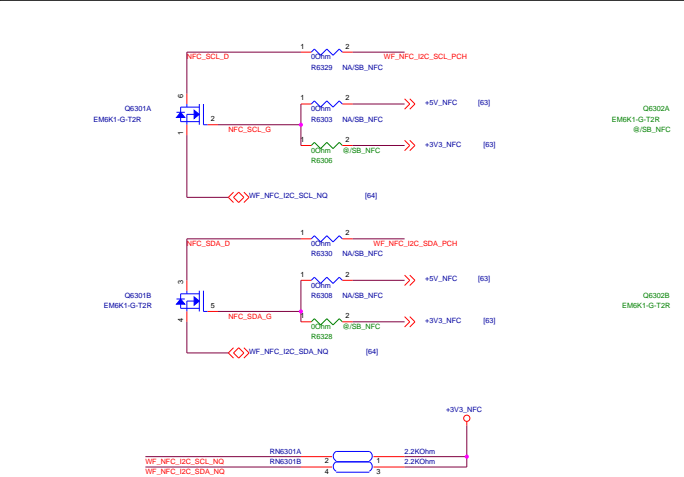 1 2
NFC_SCL_D 0Ohm WF_NFC_I2C_SCL_PCH
R6329 NA/SB_NFC
6
1 2 +5V_NFC [63]
Q6301A 0Ohm Q6302A
EM6K1-G-T2R 2 R6303 NA/SB_NFC EM6K1-G-T2R
NFC_SCL_G @/SB_NFC
1
1 2 +3V3_NFC [63]
0Ohm @/SB_NFC
R6306
WF_NFC_I2C_SCL_NQ [64]
1 2
NFC_SDA_D 0Ohm WF_NFC_I2C_SDA_PCH
R6330 NA/SB_NFC
3
1 2 +5V_NFC [63]
0Ohm
Q6301B R6308 NA/SB_NFC Q6302B
EM6K1-G-T2R 5 EM6K1-G-T2R
NFC_SDA_G
4
1 2 +3V3_NFC [63]
0Ohm @/SB_NFC
R6328
WF_NFC_I2C_SDA_NQ [64]
+3V3_NFC
RN6301A 2.2KOhm
WF_NFC_I2C_SCL_NQ RN6301B 2 1 2.2KOhm
WF_NFC_I2C_SDA_NQ 4 3